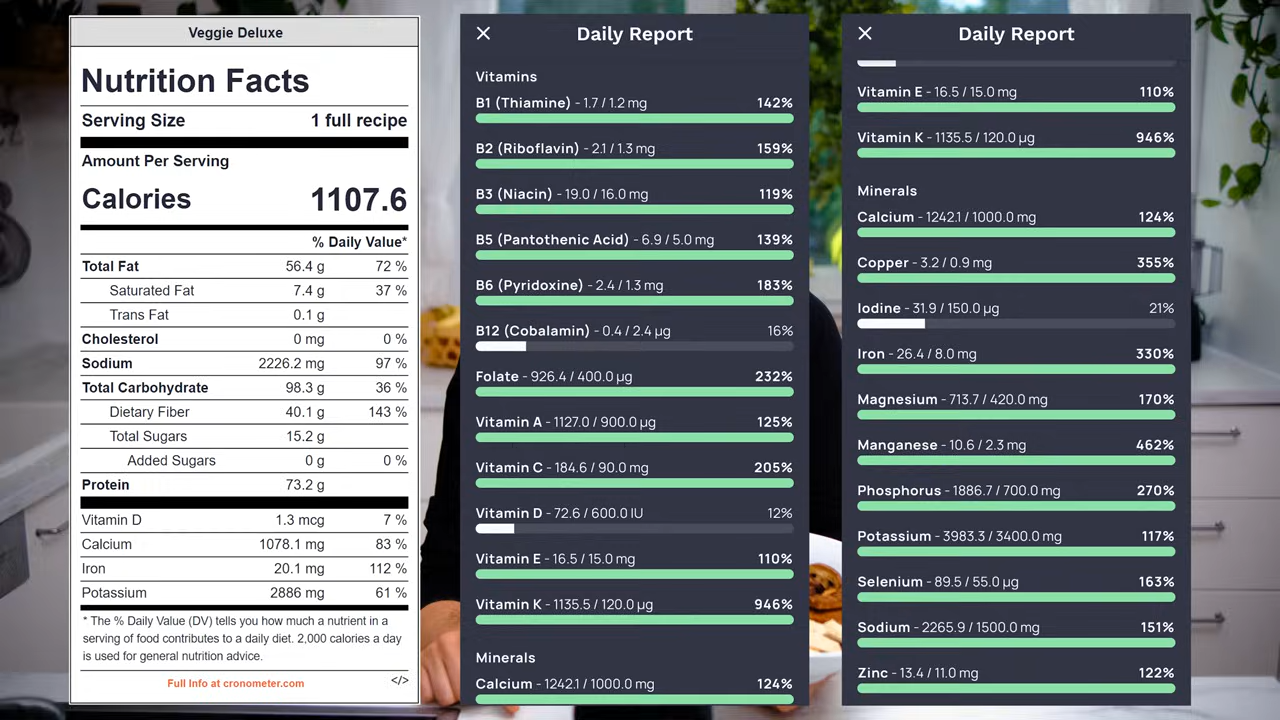 Veggie Deluxe
Nutrition Facts
Serving Size 1 full recipe
Amount Per Serving
Calories 1107.6
% Daily Value*
Total Fat 56.4 g 72 %
Saturated Fat 7.4 g 37 %
Trans Fat 0.1 g
Cholesterol 0 mg 0 %
Sodium 2226.2 mg 97 %
Total Carbohydrate 98.3 g 36 %
Dietary Fiber 40.1 g 143 %
Total Sugars 15.2 g
Added Sugars 0 g 0 %
Protein 73.2 g
Vitamin D 1.3 mcg 7 %
Calcium 1078.1 mg 83 %
Iron 20.1 mg 112 %
Potassium 2886 mg 61 %
* The % Daily Value (DV) tells you how much a nutrient in a
serving of food contributes to a daily diet. 2,000 calories a day
is used for general nutrition advice.
Full Info at cronometer.com </>
Daily Report
Vitamins
B1 (Thiamine) - 1.7 / 1.2 mg 142%
B2 (Riboflavin) - 2.1 / 1.3 mg 159%
B3 (Niacin) - 19.0 / 16.0 mg 119%
B5 (Pantothenic Acid) - 6.9 / 5.0 mg 139%
B6 (Pyridoxine) - 2.4 / 1.3 mg 183%
B12 (Cobalamin) - 0.4 / 2.4 µg 16%
Folate - 926.4 / 400.0 µg 232%
Vitamin A - 1127.0 / 900.0 µg 125%
Vitamin C - 184.6 / 90.0 mg 205%
Vitamin D - 72.6 / 600.0 IU 12%
Vitamin E - 16.5 / 15.0 mg 110%
Vitamin K - 1135.5 / 120.0 µg 946%
Minerals
Calcium - 1242.1 / 1000.0 mg 124%
Daily Report
Vitamin E - 16.5 / 15.0 mg 110%
Vitamin K - 1135.5 / 120.0 µg 946%
Minerals
Calcium - 1242.1 / 1000.0 mg 124%
Copper - 3.2 / 0.9 mg 355%
Iodine - 31.9 / 150.0 µg 21%
Iron - 26.4 / 8.0 mg 330%
Magnesium - 713.7 / 420.0 mg 170%
Manganese - 10.6 / 2.3 mg 462%
Phosphorus - 1886.7 / 700.0 mg 270%
Potassium - 3983.3 / 3400.0 mg 117%
Selenium - 89.5 / 55.0 µg 163%
Sodium - 2265.9 / 1500.0 mg 151%
Zinc - 13.4 / 11.0 mg 122%